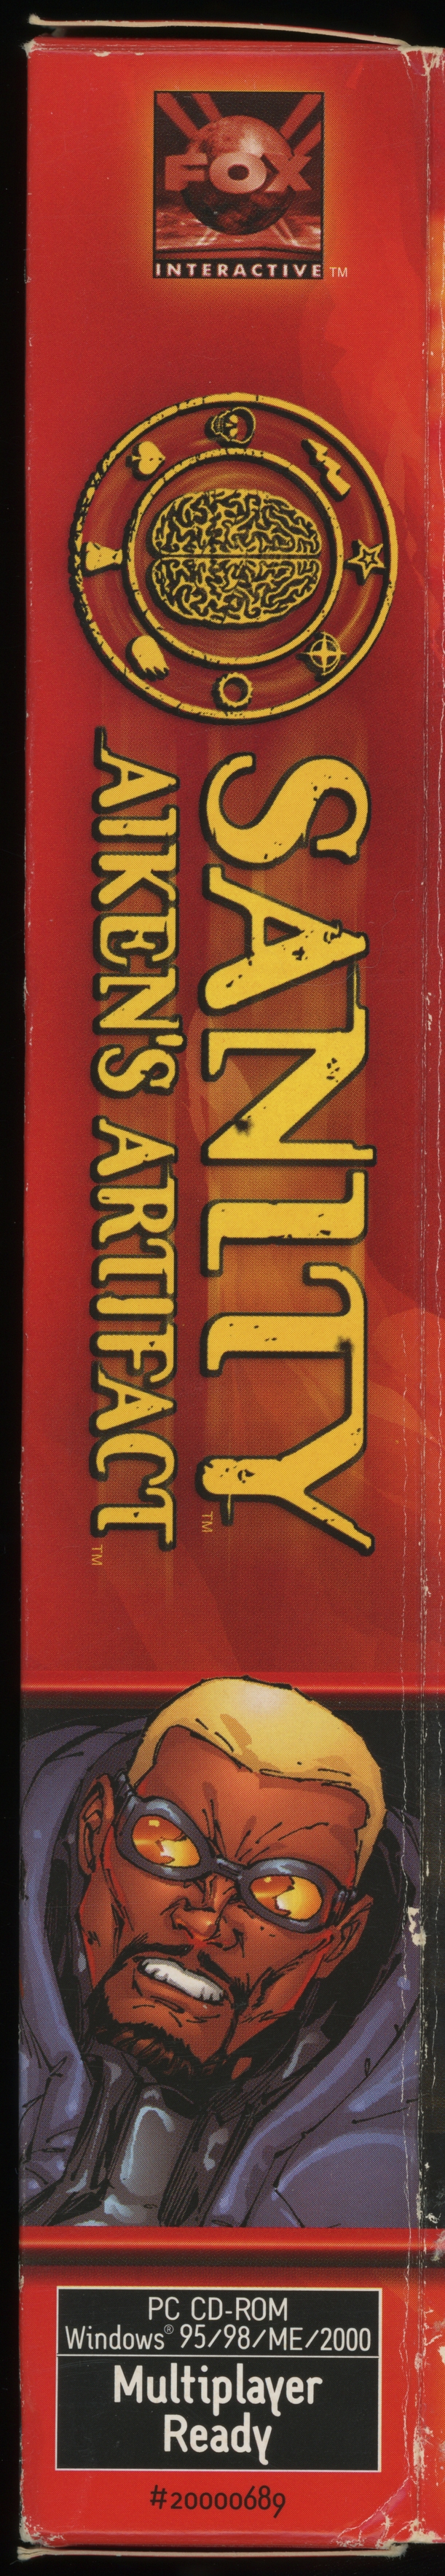 FOX
INTERACTIVE™
SANITY™
AIKEN'S ARTIFACT™
PC CD-ROM
Windows® 95/98/ME/2000
Multiplayer
Ready
#20000689